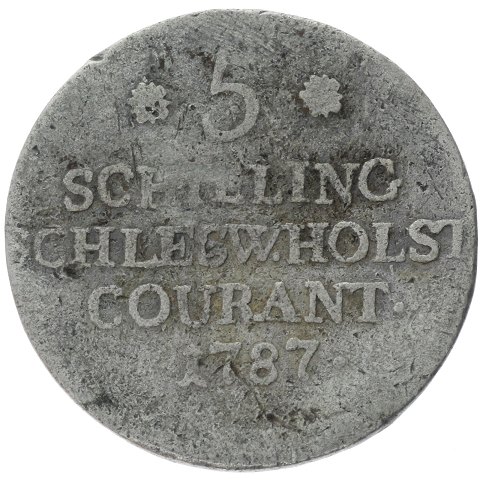 5
SCHILLING
SCHLESW.HOLST
COURANT.
1787.